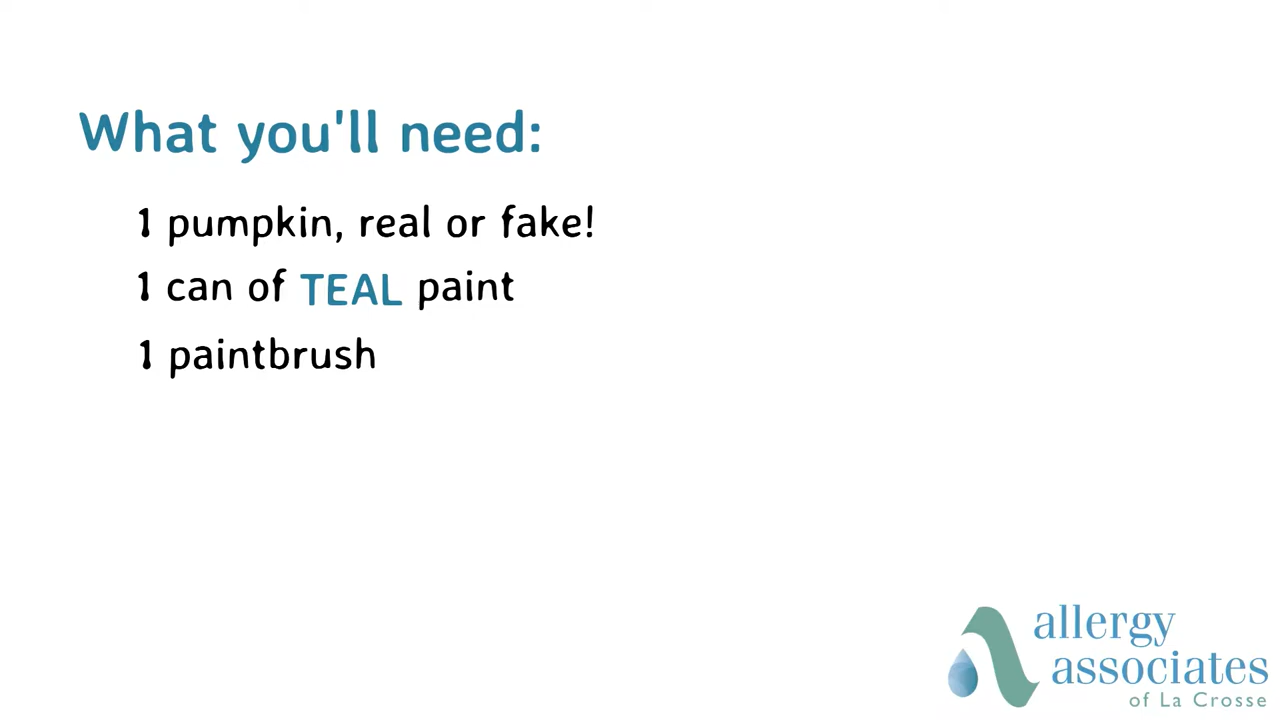 What you'll need:
1 pumpkin, real or fake!
1 can of TEAL paint
1 paintbrush
allergy
associates
of La Crosse